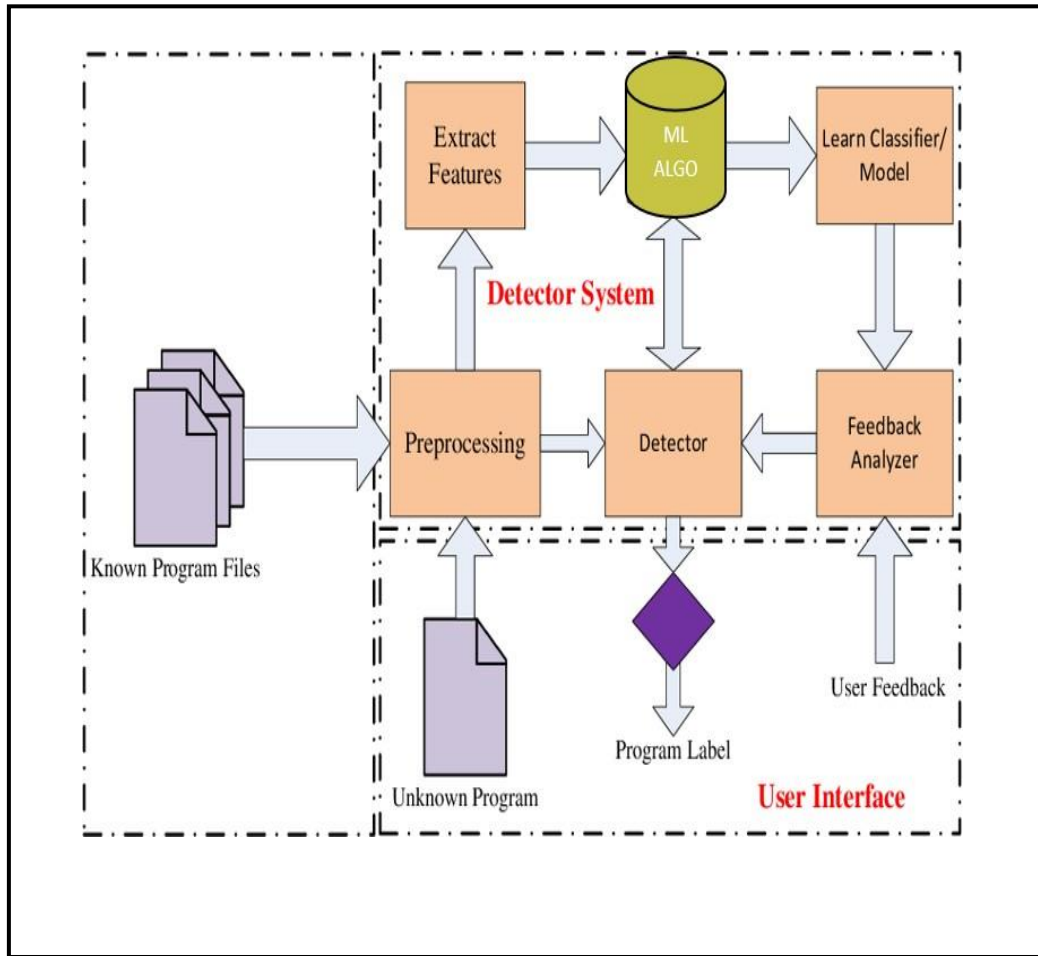 Extract
Features
ML
ALGO
Learn Classifier/
Model
Detector System
Preprocessing
Detector
Feedback
Analyzer
Known Program Files
Unknown Program
Program Label
User Feedback
User Interface